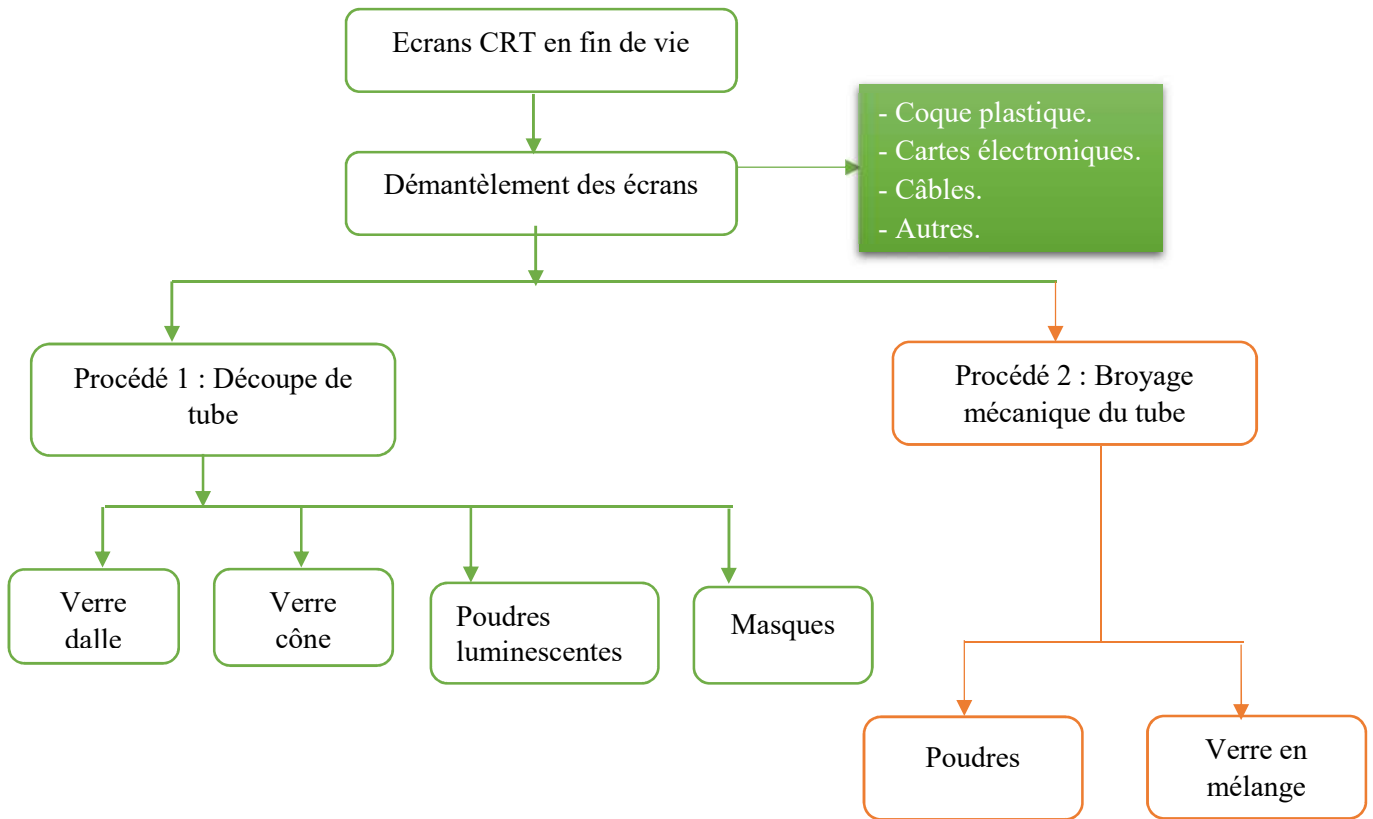 Ecrans CRT en fin de vie
- Coque plastique.
- Cartes électroniques.
- Câbles.
- Autres.
Démantèlement des écrans
Procédé 1 : Découpe de
tube
Procédé 2 : Broyage
mécanique du tube
Verre
dalle
Verre
cône
Poudres
luminescentes
Masques
Poudres
Verre en
mélange